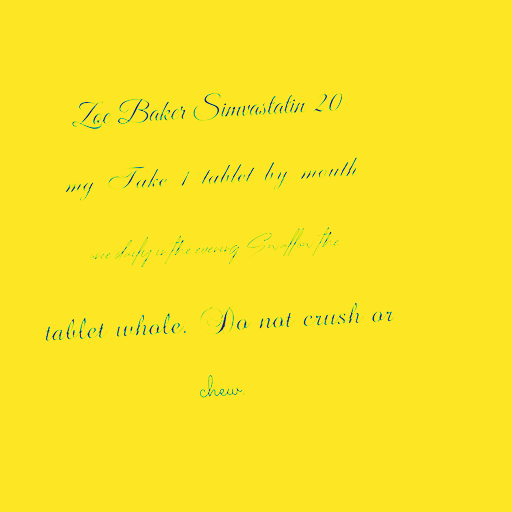 Zoe Baker Simvastatin 20
mg Take 1 tablet by mouth
one daily in the evening Swallow the
tablet whole. Do not crush or
chew.